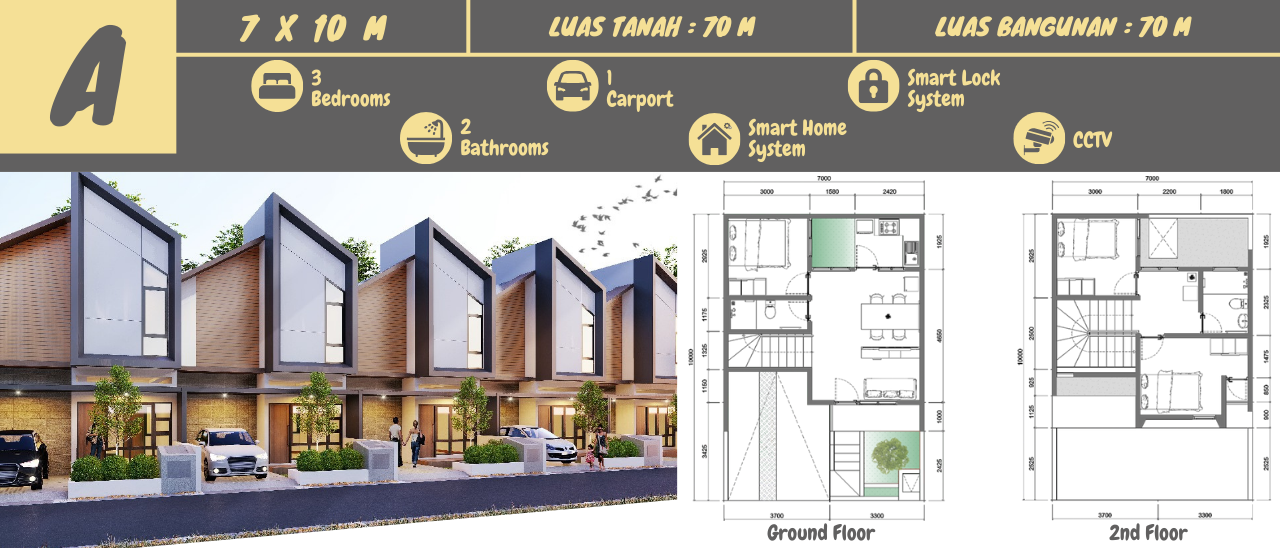 A
7 X 10 M
LUAS TANAH : 70 M
LUAS BANGUNAN : 70 M
3
Bedrooms
1
Carport
Smart Lock
System
2
Bathrooms
Smart Home
System
CCTV
7000
3000
1580
2420
2925
1175
1325
1150
3425
10000
1925
4650
1000
2425
3700
3300
Ground Floor
7000
3000
2200
1800
2925
2500
925
1125
2525
10000
1925
2325
1475
850
900
2525
3700
3300
2nd Floor